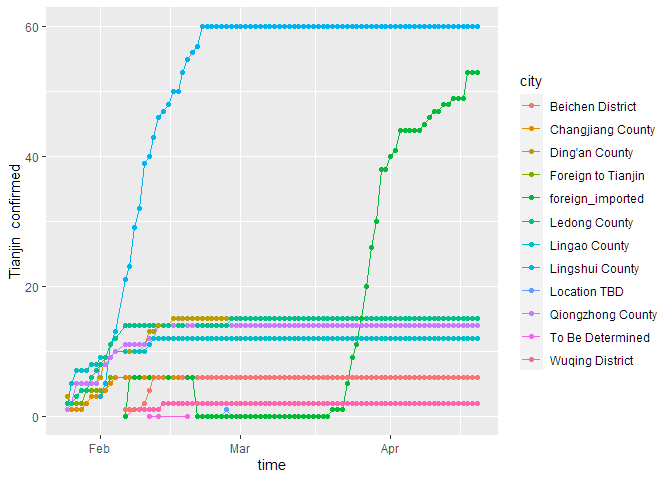 60
40
20
0
Tianjin confirmed
Feb
Mar
Apr
time
city
Beichen District
Changjiang County
Ding'an County
Foreign to Tianjin
foreign_imported
Ledong County
Lingao County
Lingshui County
Location TBD
Qiongzhong County
To Be Determined
Wuqing District